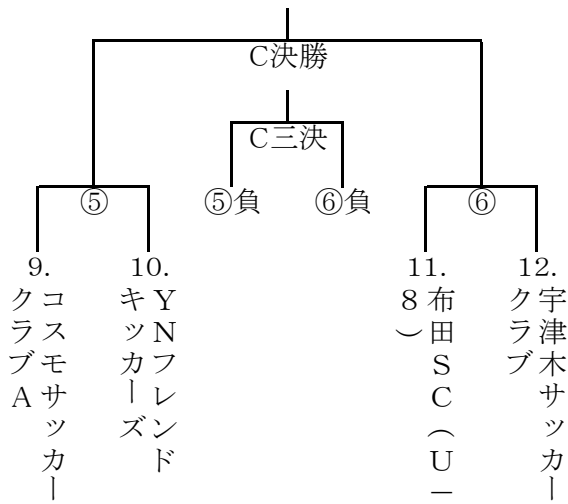 C決勝
C三決
⑤
⑤負
⑥負
⑥
9.
10.
11.
12.
コスモサッカー
クラブA
YNフレンド
キッカーズ
布田SC(U-
8)
宇津木サッカー
クラブ